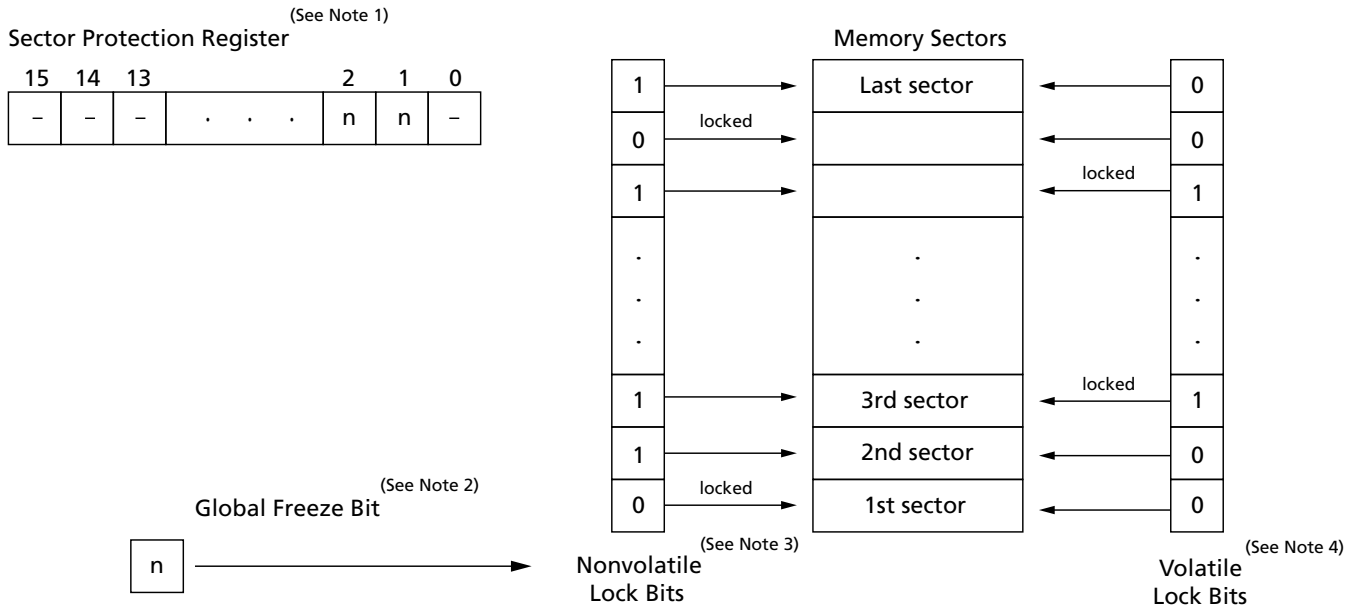 (See Note 1)
Sector Protection Register
15 14 13 2 1 0
– – – . . . n n –
Memory Sectors
1 Last sector 0
0 locked 0
1 locked 1
. . .
. . .
. . .
1 3rd sector locked 1
1 2nd sector 0
0 locked 1st sector 0
(See Note 2)
Global Freeze Bit
n
(See Note 3)
Nonvolatile
Lock Bits
(See Note 4)
Volatile
Lock Bits